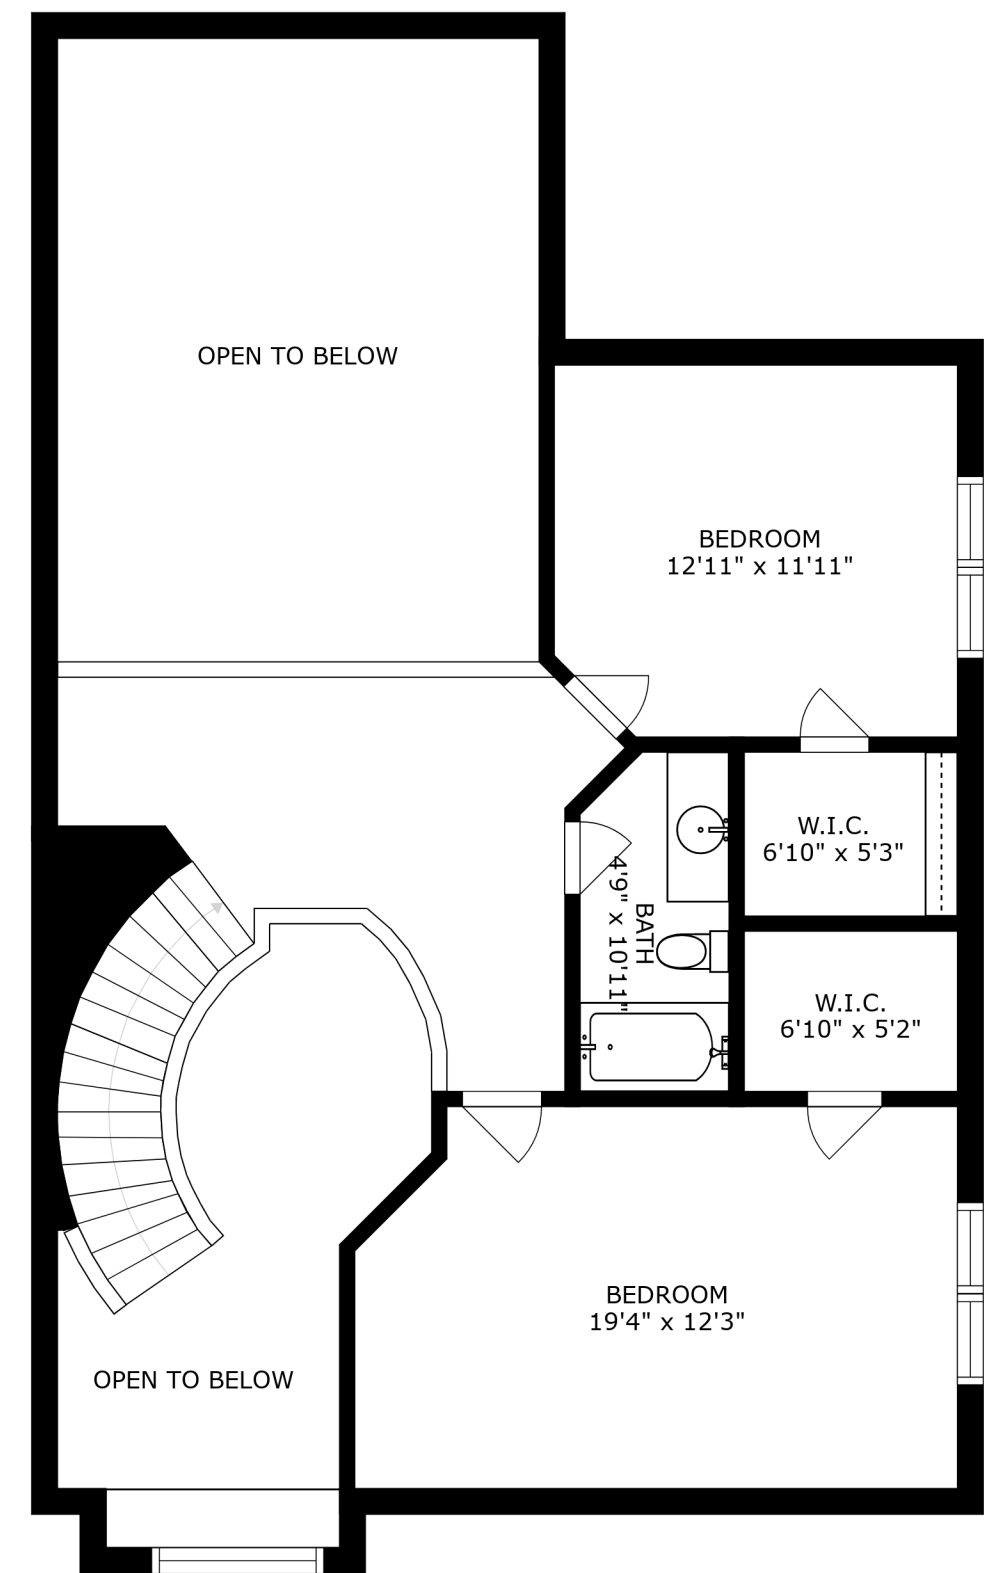 OPEN TO BELOW
BEDROOM
12'11" x 11'11"
W.I.C.
6'10" x 5'3"
BATH
4'9" x 10'11"
W.I.C.
6'10" x 5'2"
BEDROOM
19'4" x 12'3"
OPEN TO BELOW